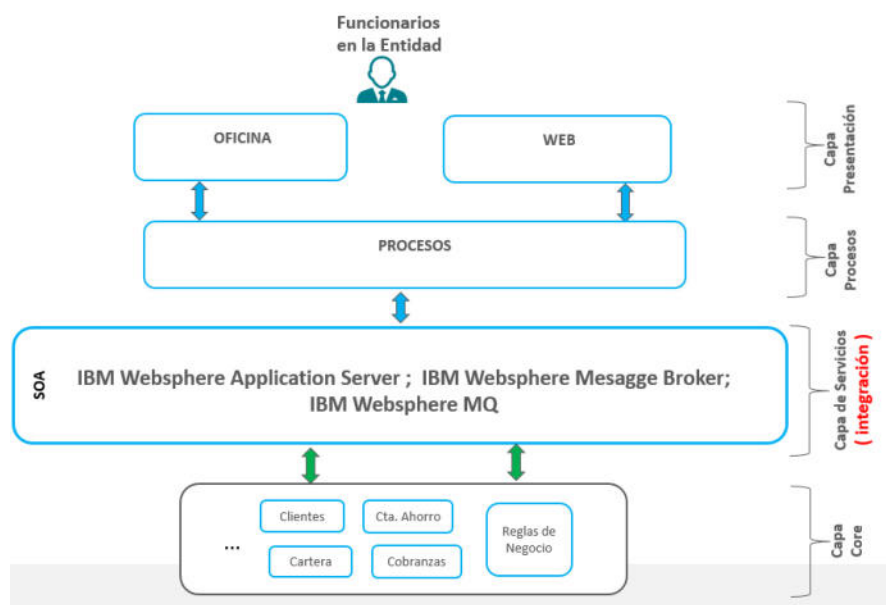 Funcionarios
en la Entidad
OFICINA
WEB
Capa
Presentación
PROCESOS
Capa
Procesos
SOA
IBM Websphere Application Server ; IBM Websphere Mesagge Broker;
IBM Websphere MQ
Capa de Servicios
( integración )
Clientes
Cta. Ahorro
Reglas de
Negocio
...
Cartera
Cobranzas
Capa
Core